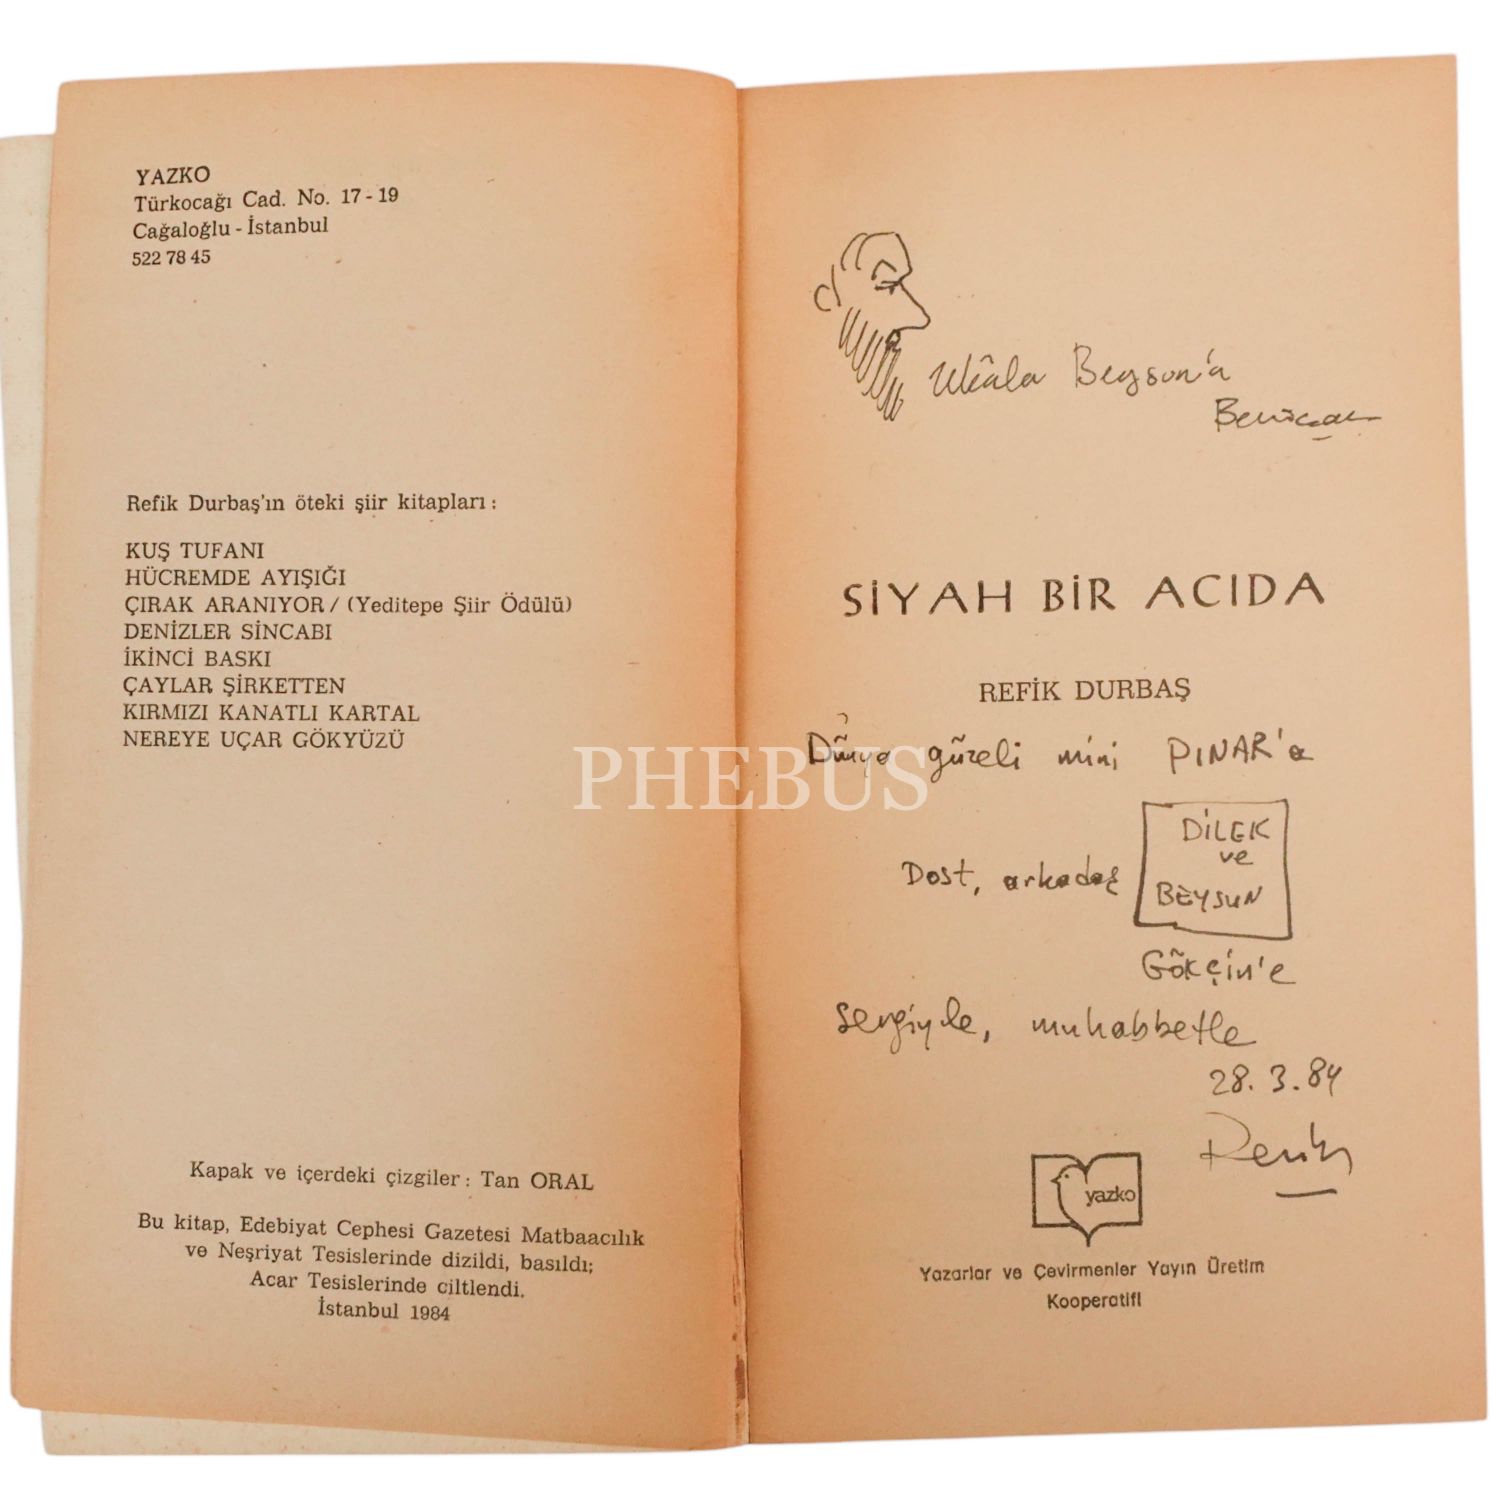 YAZKO
Türkocağı Cad. No. 17 - 19
Cağaloğlu - İstanbul
522 78 45
Refik Durbaş'ın öteki şiir kitapları :
KUŞ TUFANI
HÜCREMDE AYIŞIĞI
ÇIRAK ARANIYOR / (Yeditepe Şiir Ödülü)
DENİZLER SİNCABI
İKİNCİ BASKI
ÇAYLAR ŞİRKETTEN
KIRMIZI KANATLI KARTAL
NEREYE UÇAR GÖKYÜZÜ
Kapak ve içerdeki çizgiler : Tan ORAL
Bu kitap, Edebiyat Cephesi Gazetesi Matbaacılık
ve Neşriyat Tesislerinde dizildi, basıldı;
Acar Tesislerinde ciltlendi.
İstanbul 1984
Ukâla Beysun'a
SİYAH BİR ACIDA
REFİK DURBAŞ
Dünya güzeli mini PINAR'a
Dost, arkadaş
DİLEK
ve
BEYSUN
GÖKÇİN'e
sevgiyle, muhabbetle
28.3.84
Refik
yazko
Yazarlar ve Çevirmenler Yayın Üretim
Kooperatifi
PHEBUS